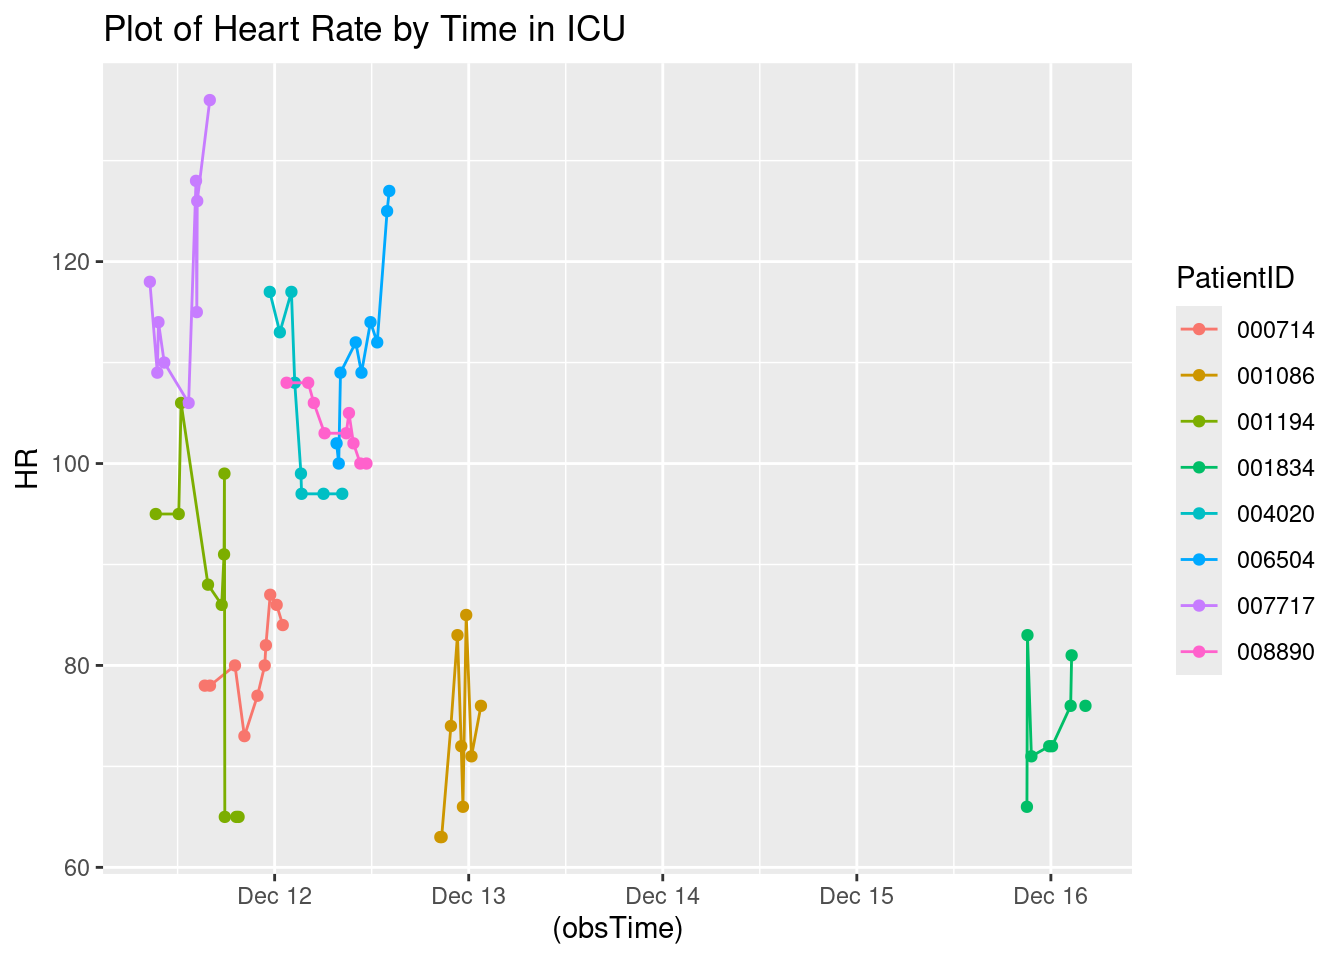 Plot of Heart Rate by Time in ICU
HR
120
100
80
60
Dec 12
Dec 13
Dec 14
Dec 15
Dec 16
(obsTime)
PatientID
000714
001086
001194
001834
004020
006504
007717
008890